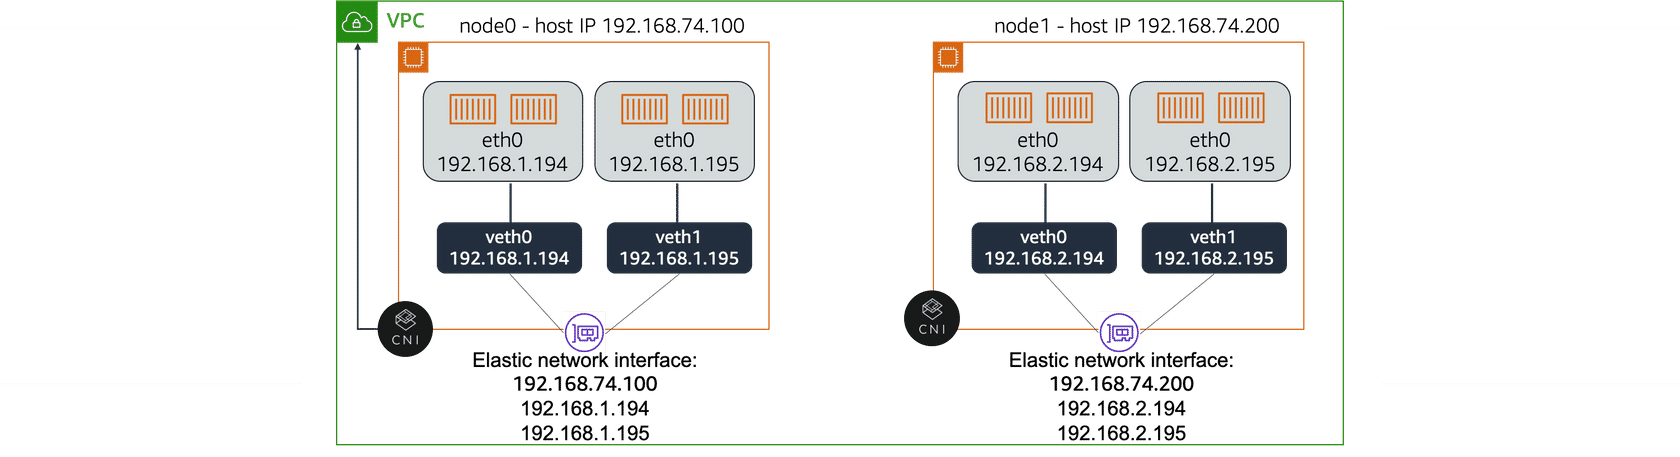 VPC
node0 - host IP 192.168.74.100
eth0
192.168.1.194
eth0
192.168.1.195
veth0
192.168.1.194
veth1
192.168.1.195
CNI
Elastic network interface:
192.168.74.100
192.168.1.194
192.168.1.195
node1 - host IP 192.168.74.200
eth0
192.168.2.194
eth0
192.168.2.195
veth0
192.168.2.194
veth1
192.168.2.195
CNI
Elastic network interface:
192.168.74.200
192.168.2.194
192.168.2.195